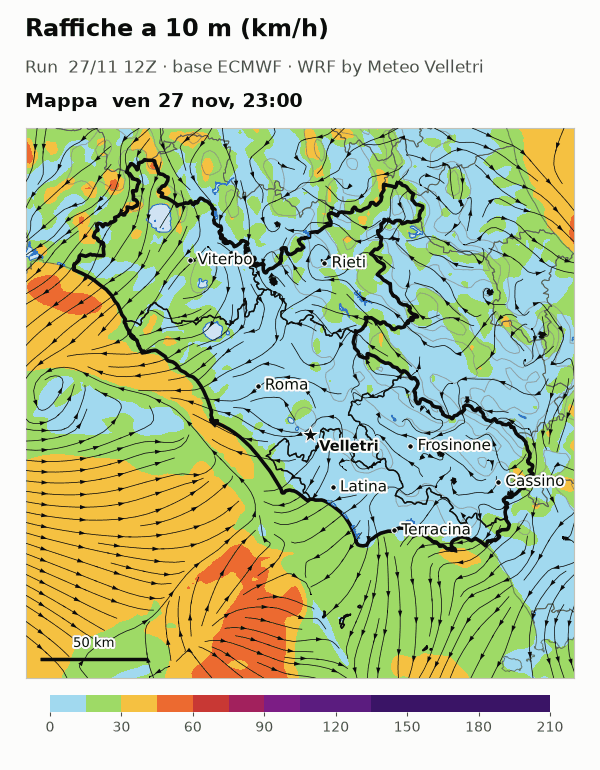 Raffiche a 10 m (km/h)
Run  27/11 12Z · base ECMWF · WRF by Meteo Velletri
Mappa  ven 27 nov, 23:00
Viterbo
Rieti
Roma
Velletri
Frosinone
Cassino
Latina
Terracina
50 km
0 30 60 90 120 150 180 210